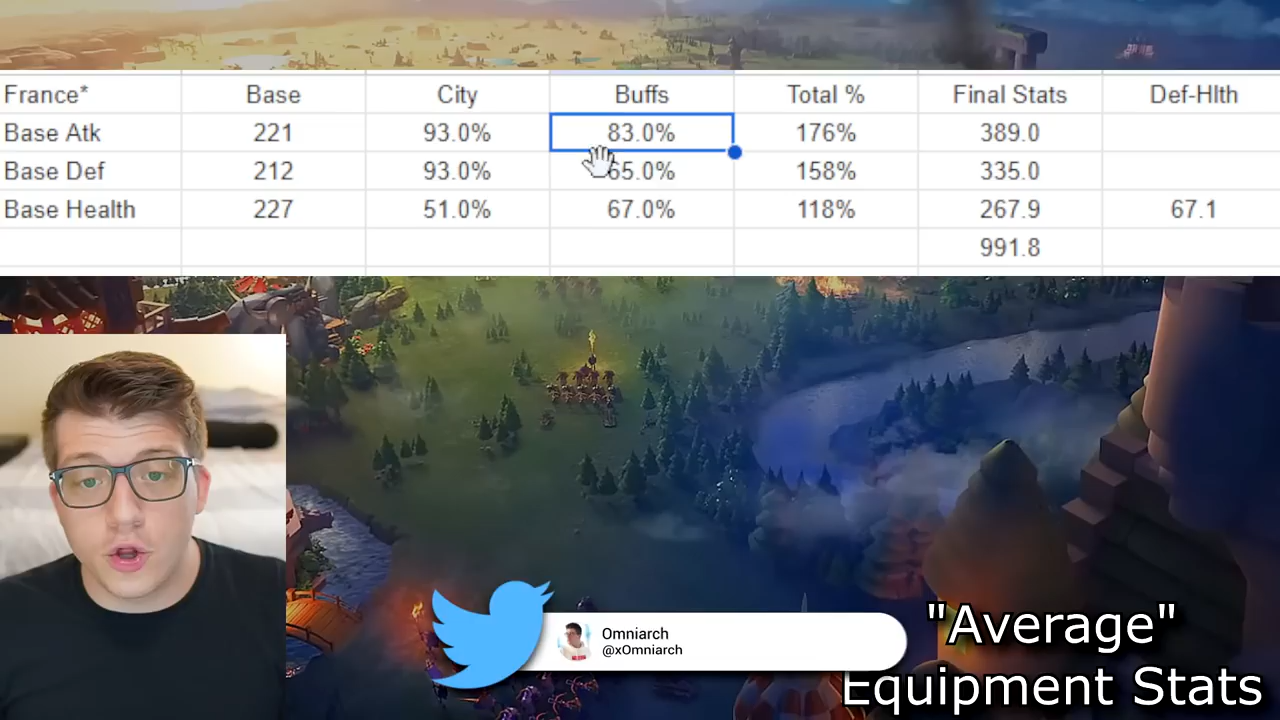 France* Base City Buffs Total % Final Stats Def-Hlth
Base Atk 221 93.0% 83.0% 176% 389.0
Base Def 212 93.0% 65.0% 158% 335.0
Base Health 227 51.0% 67.0% 118% 267.9 67.1
991.8
Omniarch
@xOmniarch
"Average"
Equipment Stats